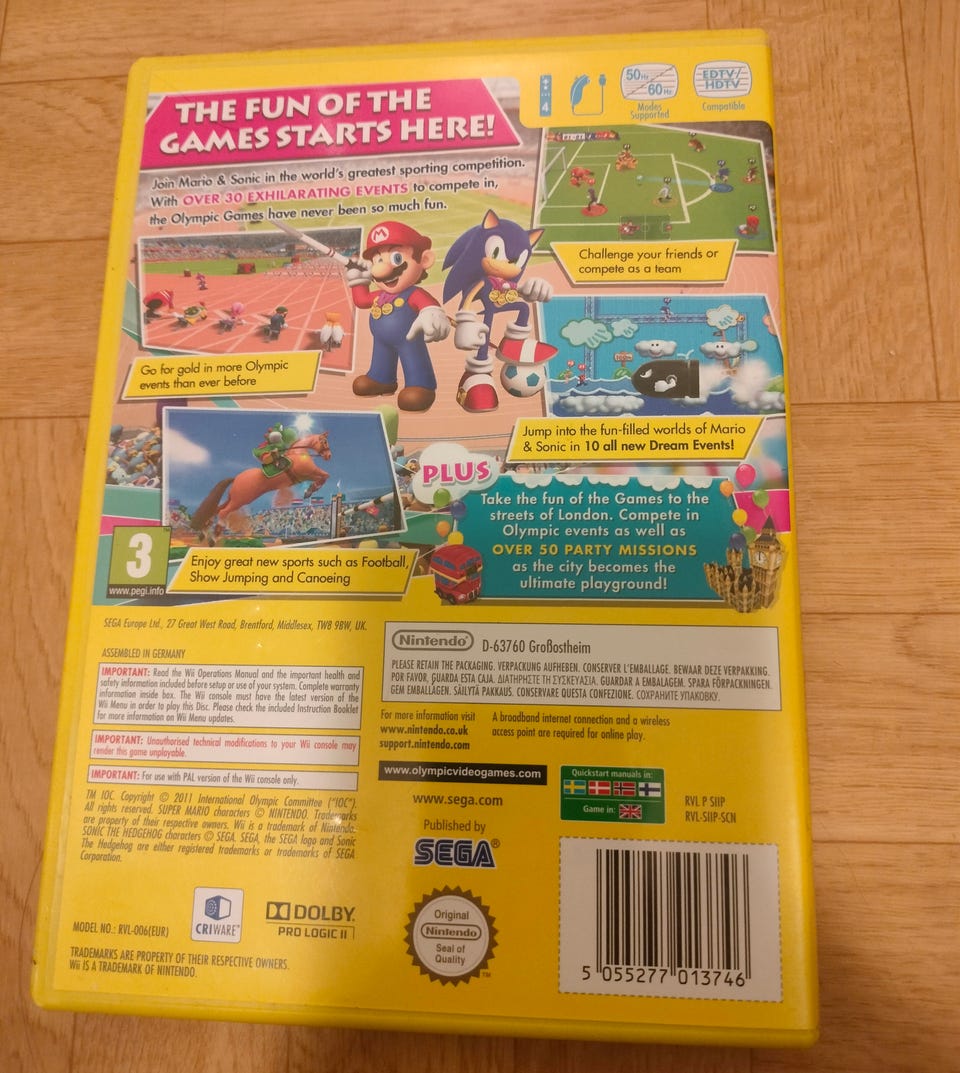 THE FUN OF THE
GAMES STARTS HERE!
4
50Hz
60Hz
Modes
Supported
EDTV/
HDTV
Compatible
Join Mario & Sonic in the world's greatest sporting competition.
With OVER 30 EXHILARATING EVENTS to compete in,
the Olympic Games have never been so much fun.
Challenge your friends or
compete as a team
Go for gold in more Olympic
events than ever before
Jump into the fun-filled worlds of Mario
& Sonic in 10 all new Dream Events!
PLUS
Take the fun of the Games to the
streets of London. Compete in
Olympic events as well as
OVER 50 PARTY MISSIONS
as the city becomes the
ultimate playground!
3
www.pegi.info
Enjoy great new sports such as Football,
Show Jumping and Canoeing
SEGA Europe Ltd., 27 Great West Road, Brentford, Middlesex, TW8 9BW, UK.
ASSEMBLED IN GERMANY
IMPORTANT: Read the Wii Operations Manual and the important health and
safety information included before setup or use of your system. Complete warranty
information inside box. The Wii console must have the latest version of the
Wii Menu in order to play this Disc. Please check the included Instruction Booklet
for more information on Wii Menu updates.
IMPORTANT: Unauthorised technical modifications to your Wii console may
render this game unplayable.
IMPORTANT: For use with PAL version of the Wii console only.
TM IOC. Copyright © 2011 International Olympic Committee ("IOC").
All rights reserved. SUPER MARIO characters © NINTENDO. Trademarks
are property of their respective owners. Wii is a trademark of Nintendo.
SONIC THE HEDGEHOG characters © SEGA. SEGA, the SEGA logo and Sonic
The Hedgehog are either registered trademarks or trademarks of SEGA
Corporation.
Nintendo D-63760 Großostheim
PLEASE RETAIN THE PACKAGING. VERPACKUNG AUFHEBEN. CONSERVER L'EMBALLAGE. BEWAAR DEZE VERPAKKING.
POR FAVOR, GUARDA ESTA CAJA. ΔΙΑΤΗΡΗΣΤΕ ΤΗ ΣΥΣΚΕΥΑΣΙΑ. GUARDAR A EMBALAGEM. SPARA FÖRPACKNINGEN.
GEM EMBALLAGEN. SÄILYTÄ PAKKAUS. CONSERVARE QUESTA CONFEZIONE. СОХРАНИТЕ УПАКОВКУ.
For more information visit
www.nintendo.co.uk
support.nintendo.com
A broadband internet connection and a wireless
access point are required for online play.
www.olympicvideogames.com
Quickstart manuals in:
Game in:
RVL P SIIP
RVL-SIIP-SCN
www.sega.com
Published by
SEGA®
CRIWARE™
DOLBY
PRO LOGIC II
MODEL NO.: RVL-006(EUR)
TRADEMARKS ARE PROPERTY OF THEIR RESPECTIVE OWNERS.
Wii IS A TRADEMARK OF NINTENDO.
Original
Nintendo
Seal of
Quality
TM
5 055277 013746